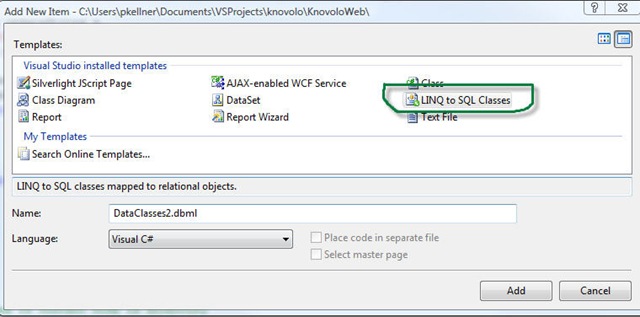 Add New Item - C:\Users\pkellner\Documents\VSProjects\knovolo\KnovoloWeb\
Templates:
Visual Studio installed templates
Silverlight JScript Page
AJAX-enabled WCF Service
Class
Class Diagram
DataSet
LINQ to SQL Classes
Report
Report Wizard
Text File
My Templates
Search Online Templates...
LINQ to SQL classes mapped to relational objects.
Name:
DataClasses2.dbml
Language:
Visual C#
Place code in separate file
Select master page
Add
Cancel